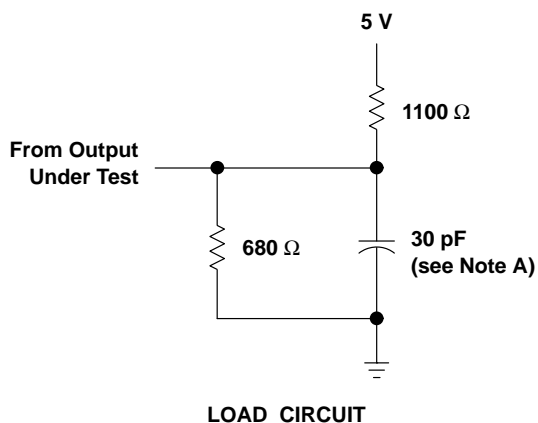 5 V
1100 Ω
From Output
Under Test
680 Ω
30 pF
(see Note A)
LOAD CIRCUIT